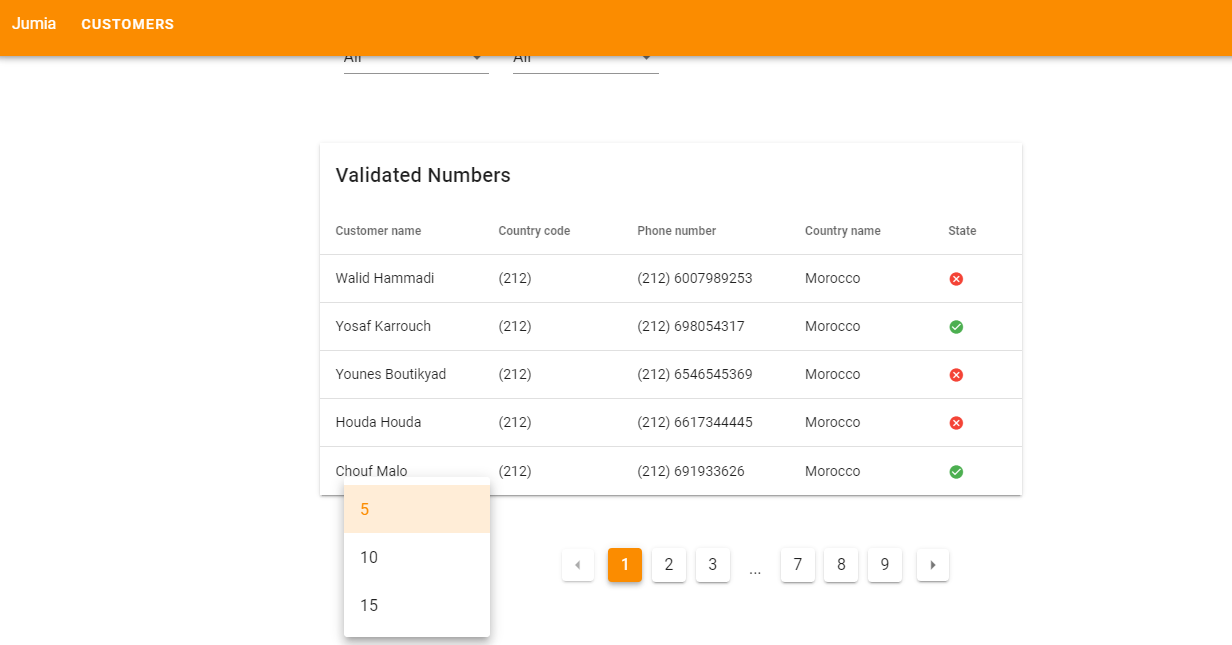 Jumia CUSTOMERS
All All
Validated Numbers
Customer name Country code Phone number Country name State
Walid Hammadi (212) (212) 6007989253 Morocco
Yosaf Karrouch (212) (212) 698054317 Morocco
Younes Boutikyad (212) (212) 6546545369 Morocco
Houda Houda (212) (212) 6617344445 Morocco
Chouf Malo (212) (212) 691933626 Morocco
5
10
15
1 2 3 ... 7 8 9